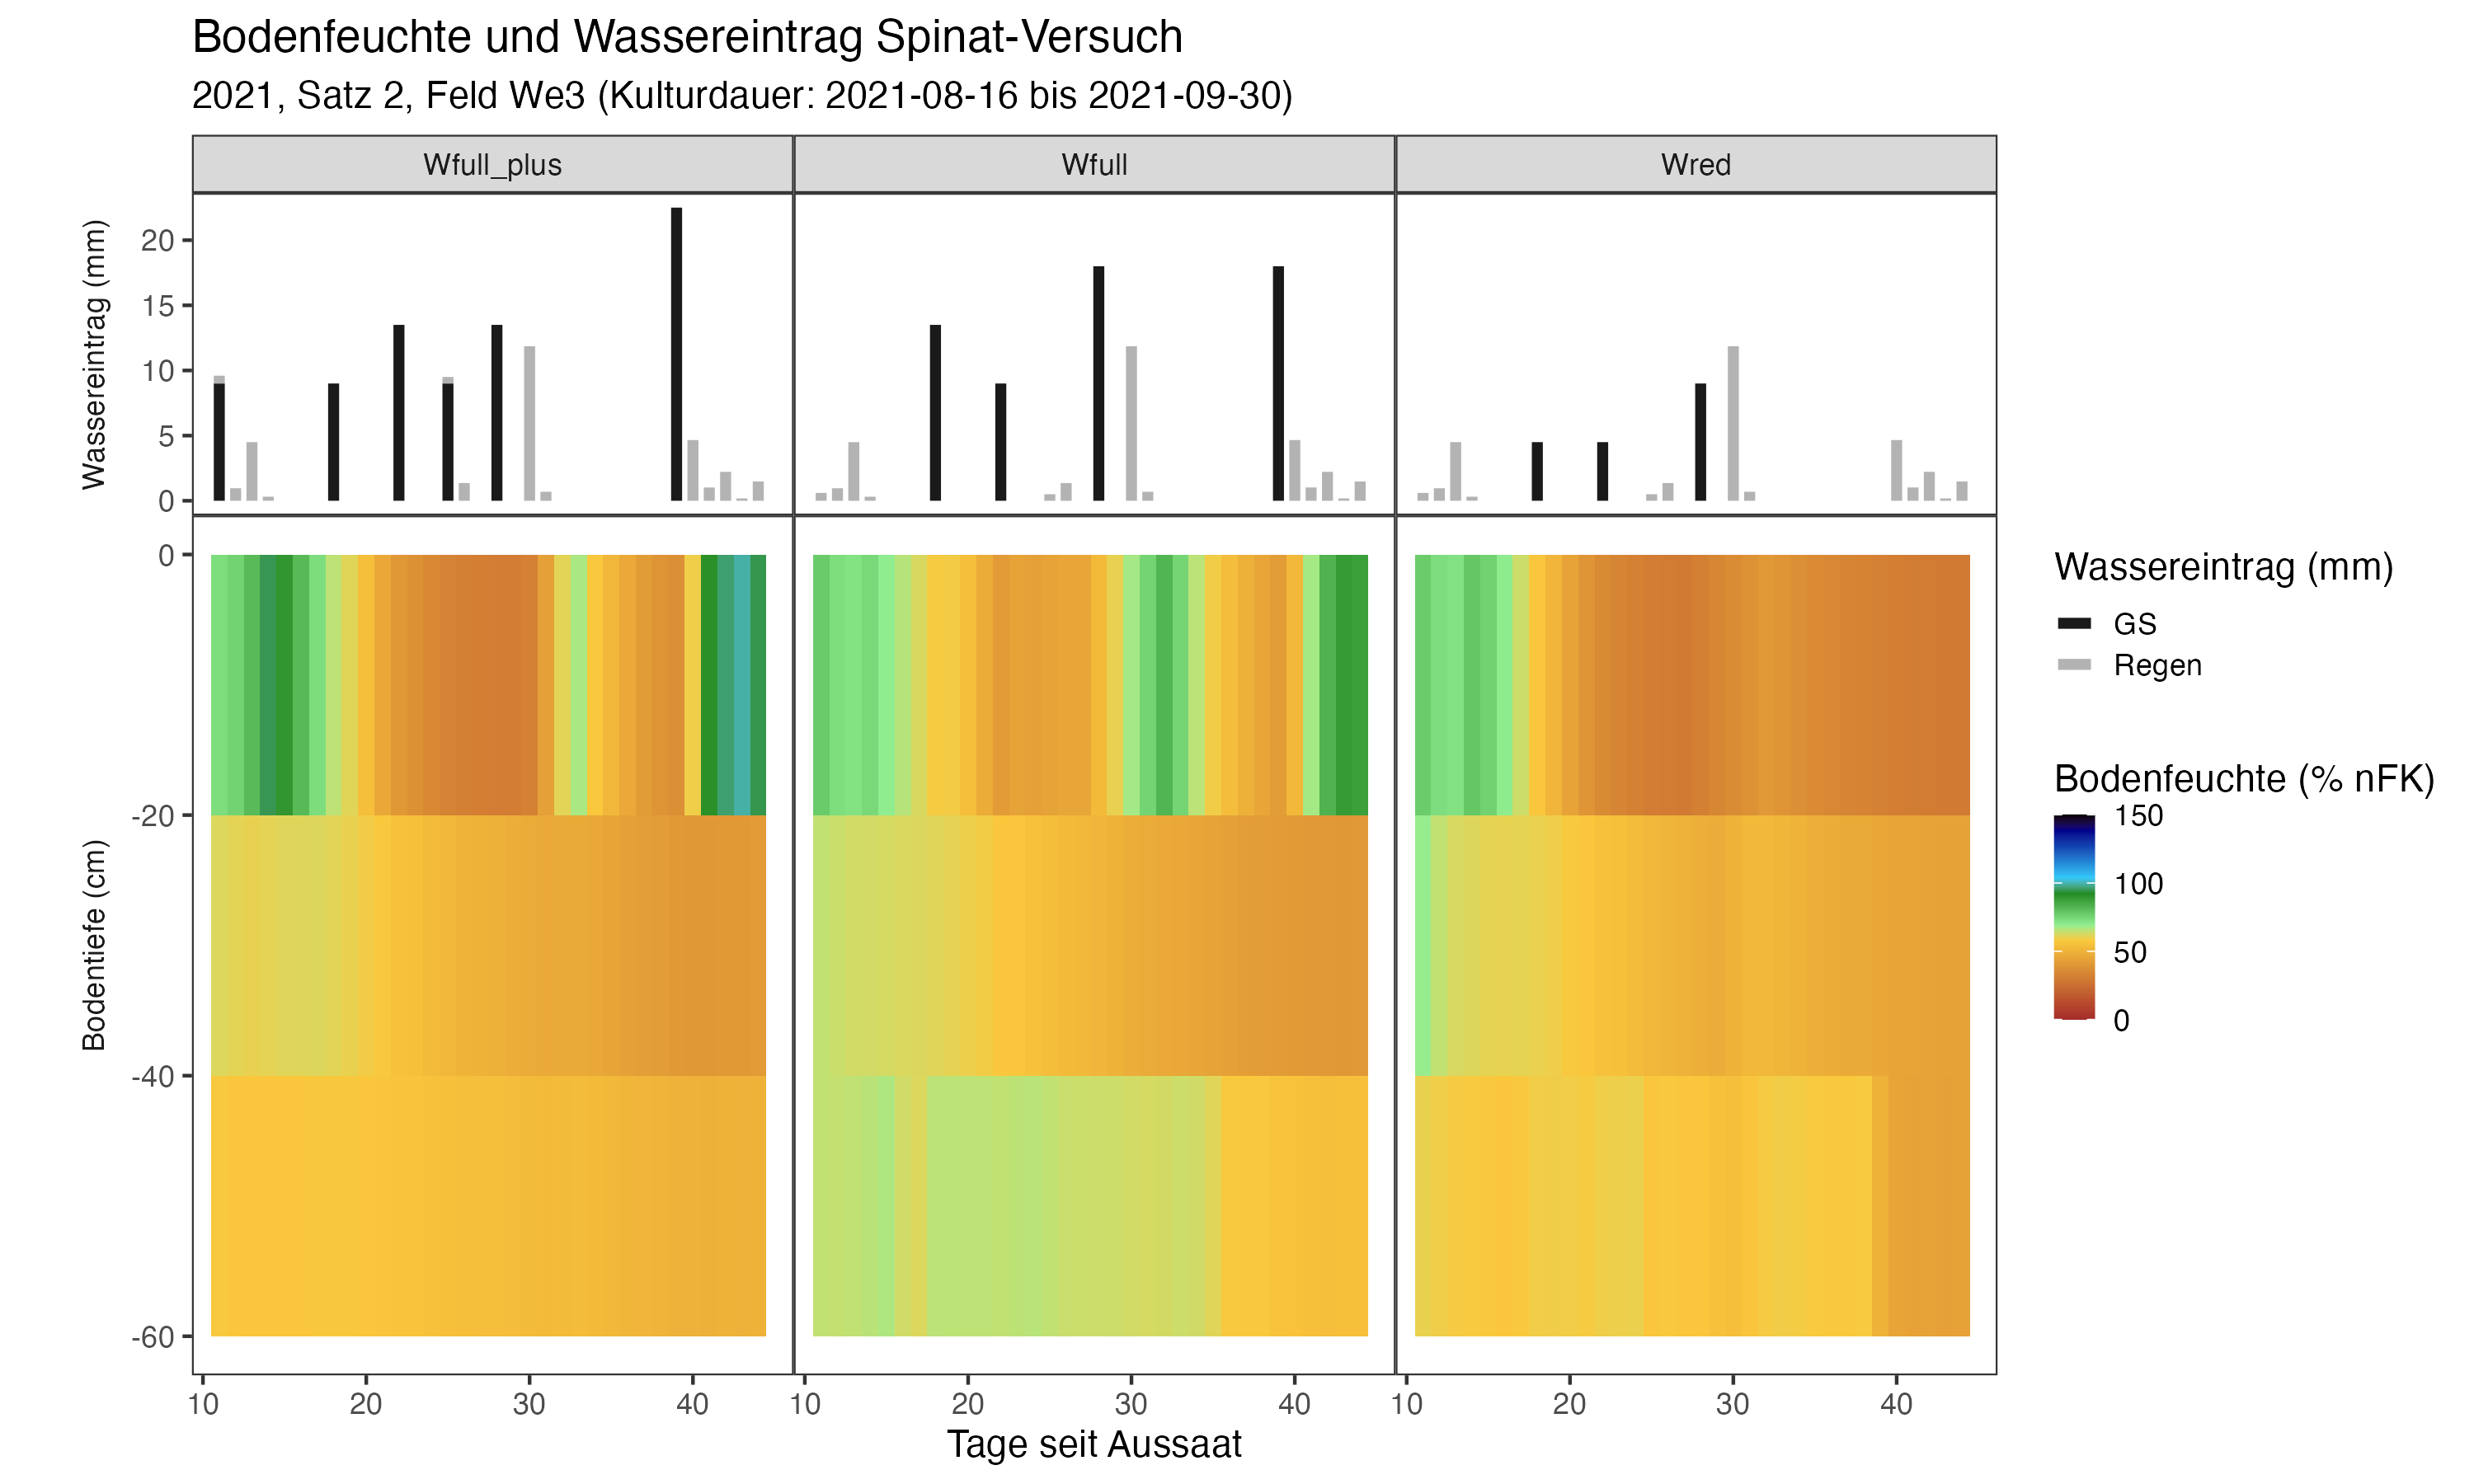 Bodenfeuchte und Wassereintrag Spinat-Versuch
2021, Satz 2, Feld We3 (Kulturdauer: 2021-08-16 bis 2021-09-30)
Wfull_plus
Wfull
Wred
Wassereintrag (mm)
20
15
10
5
0
Bodentiefe (cm)
0
-20
-40
-60
10
20
30
40
10
20
30
40
10
20
30
40
Tage seit Aussaat
Wassereintrag (mm)
GS
Regen
Bodenfeuchte (% nFK)
150
100
50
0